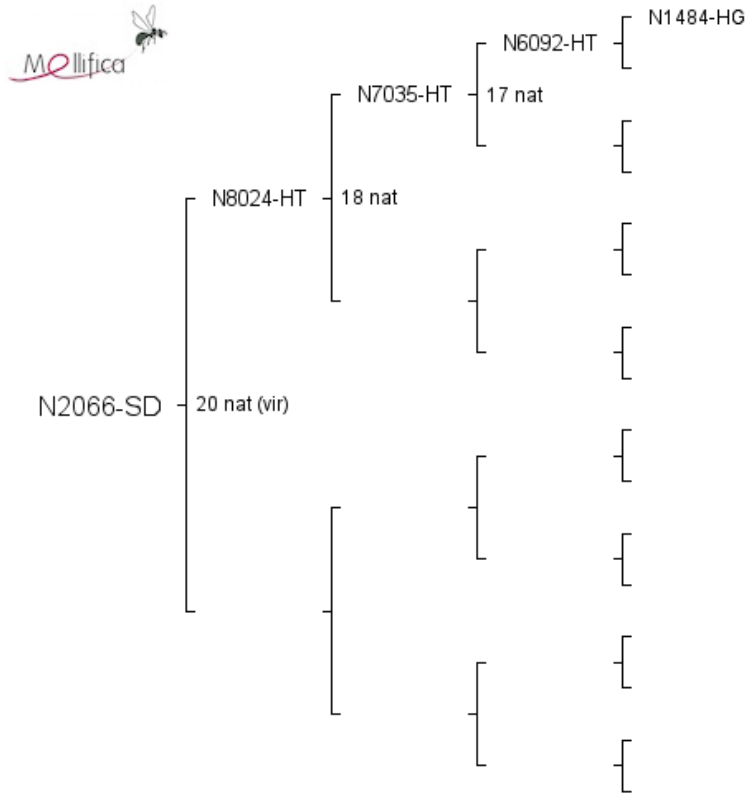 Mellifica
N1484-HG
N6092-HT
N7035-HT
17 nat
N8024-HT
18 nat
N2066-SD
20 nat (vir)